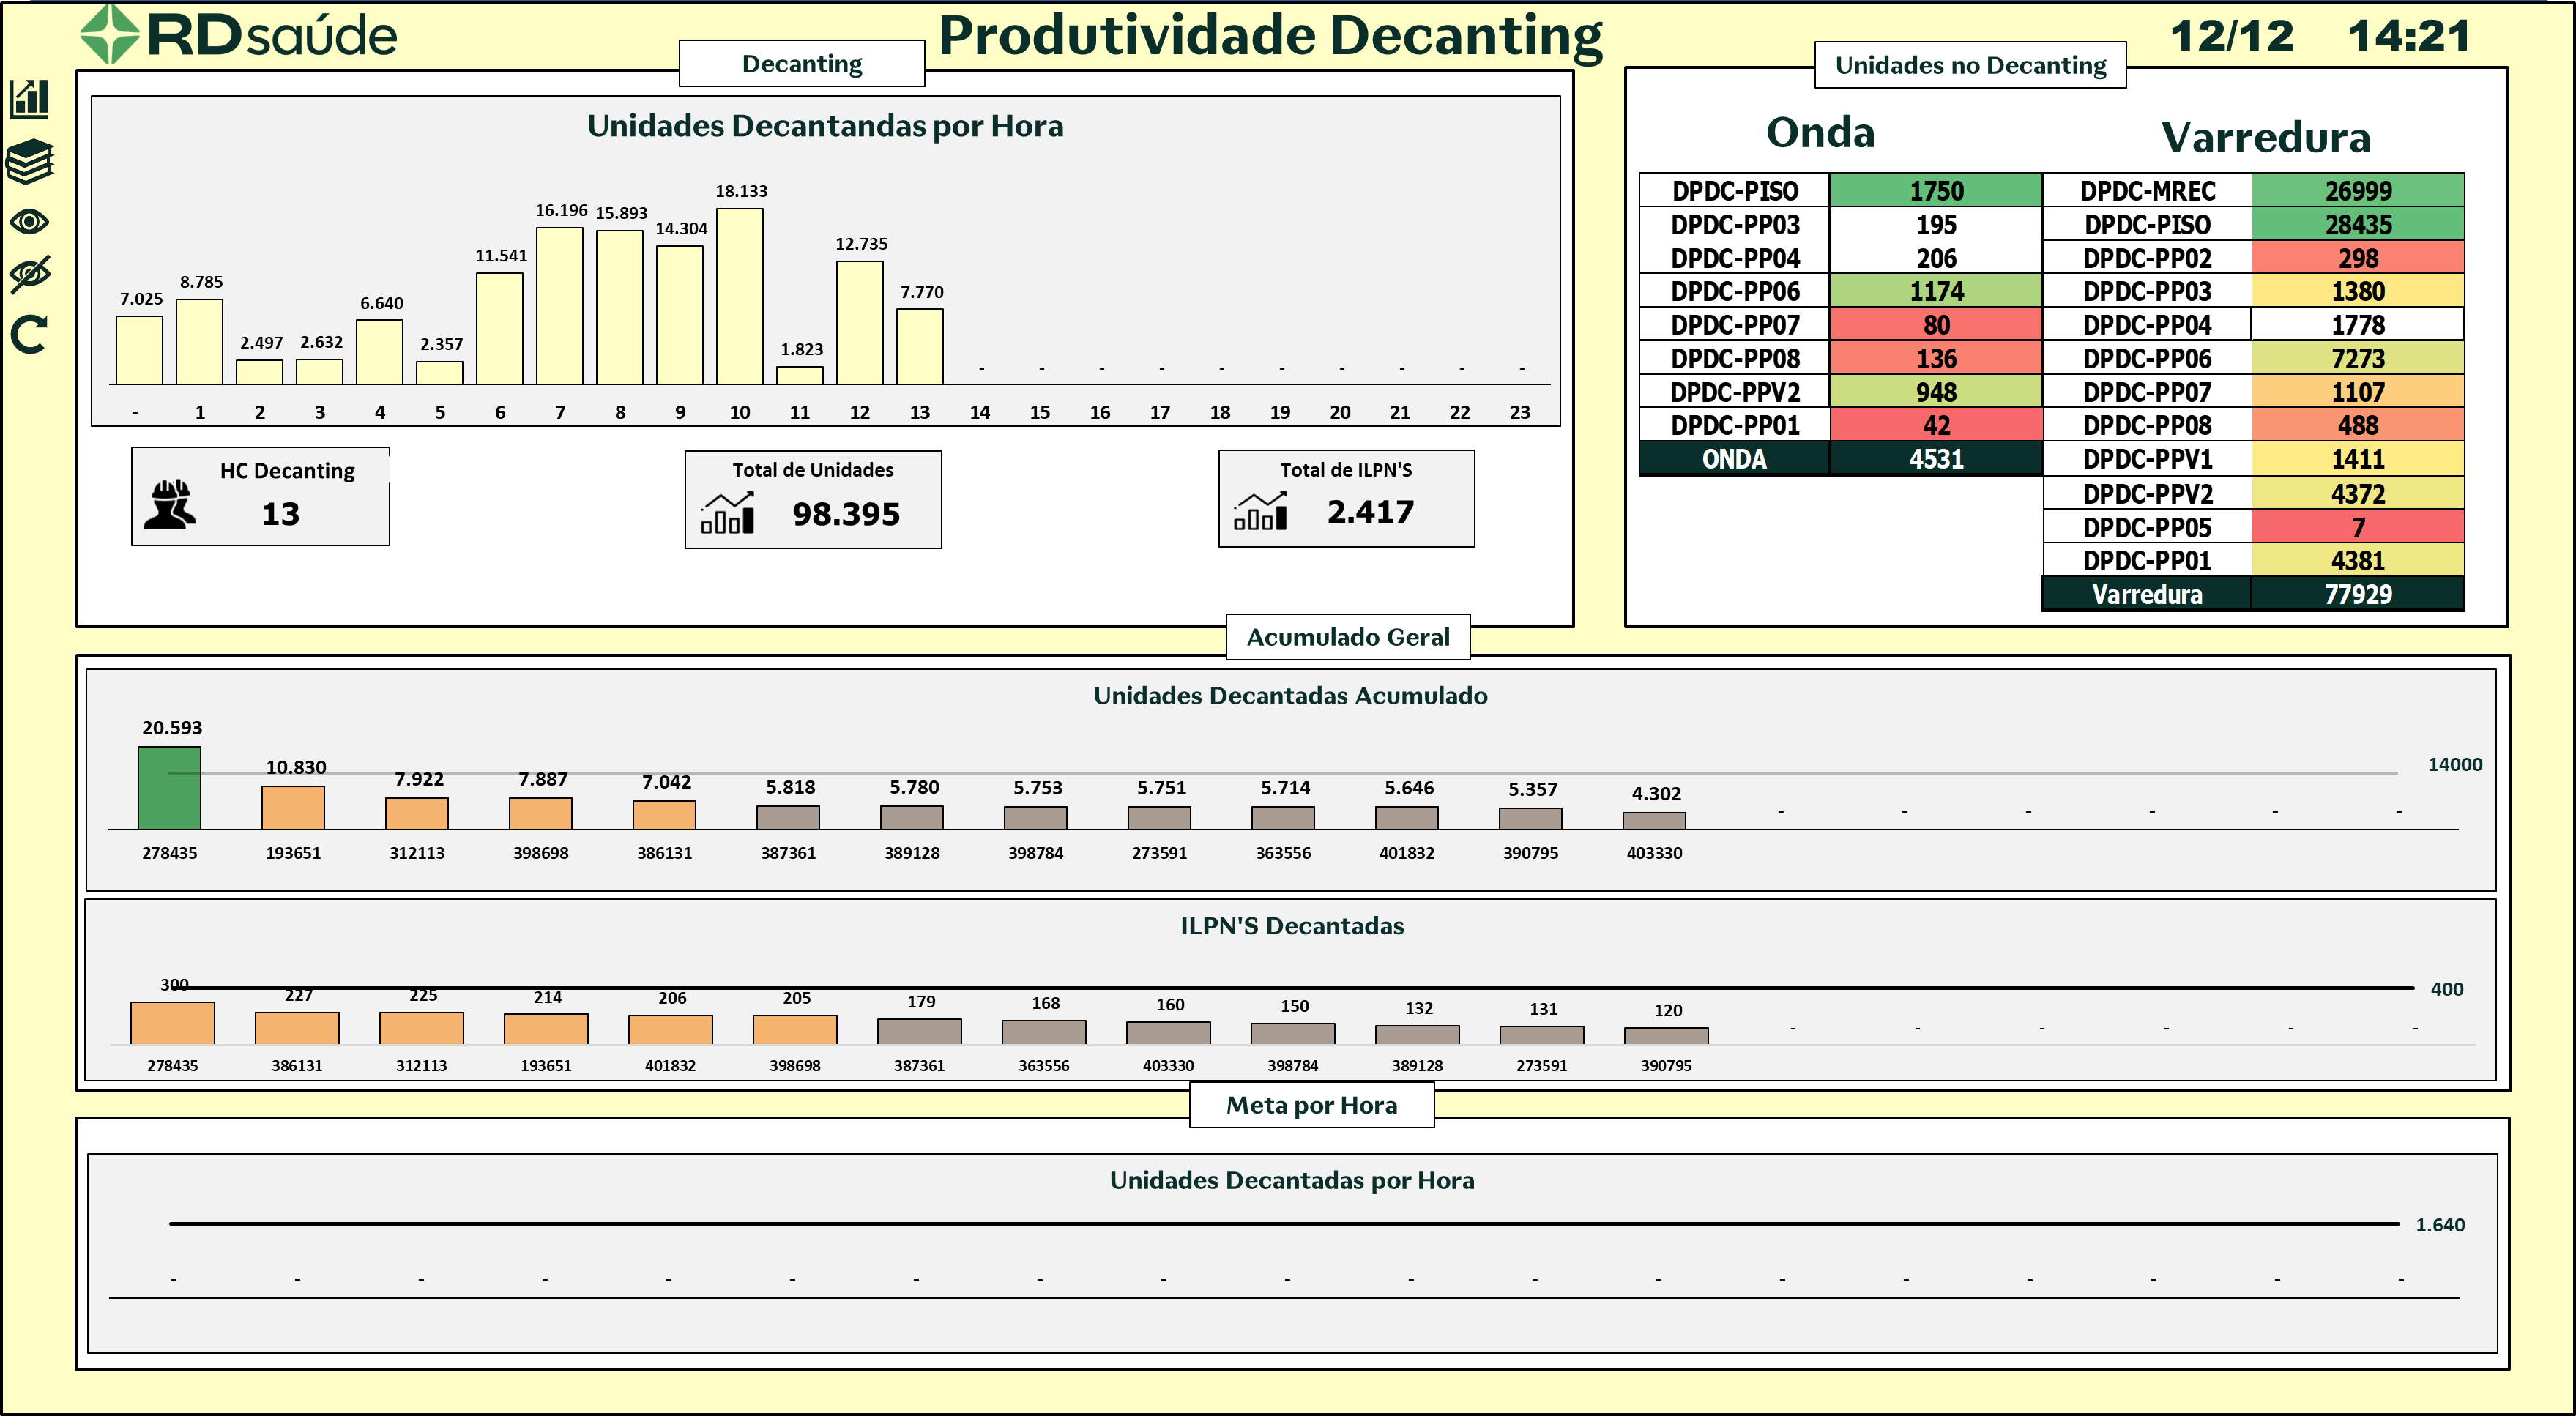 RDsaúde
Produtividade Decanting
12/12 14:21
Decanting
Unidades Decantandas por Hora
7.025 8.785 2.497 2.632 6.640 2.357 11.541 16.196 15.893 14.304 18.133 1.823 12.735 7.770 - - - - - - - - - -
- 1 2 3 4 5 6 7 8 9 10 11 12 13 14 15 16 17 18 19 20 21 22 23
HC Decanting
13
Total de Unidades
98.395
Total de ILPN'S
2.417
Unidades no Decanting
Onda
DPDC-PISO 1750
DPDC-PP03 195
DPDC-PP04 206
DPDC-PP06 1174
DPDC-PP07 80
DPDC-PP08 136
DPDC-PPV2 948
DPDC-PP01 42
ONDA 4531
Varredura
DPDC-MREC 26999
DPDC-PISO 28435
DPDC-PP02 298
DPDC-PP03 1380
DPDC-PP04 1778
DPDC-PP06 7273
DPDC-PP07 1107
DPDC-PP08 488
DPDC-PPV1 1411
DPDC-PPV2 4372
DPDC-PP05 7
DPDC-PP01 4381
Varredura 77929
Acumulado Geral
Unidades Decantadas Acumulado
20.593 10.830 7.922 7.887 7.042 5.818 5.780 5.753 5.751 5.714 5.646 5.357 4.302 - - - - - -
14000
278435 193651 312113 398698 386131 387361 389128 398784 273591 363556 401832 390795 403330
ILPN'S Decantadas
300 227 225 214 206 205 179 168 160 150 132 131 120 - - - - - -
400
278435 386131 312113 193651 401832 398698 387361 363556 403330 398784 389128 273591 390795
Meta por Hora
Unidades Decantadas por Hora
1.640
- - - - - - - - - - - - - - - - - - -